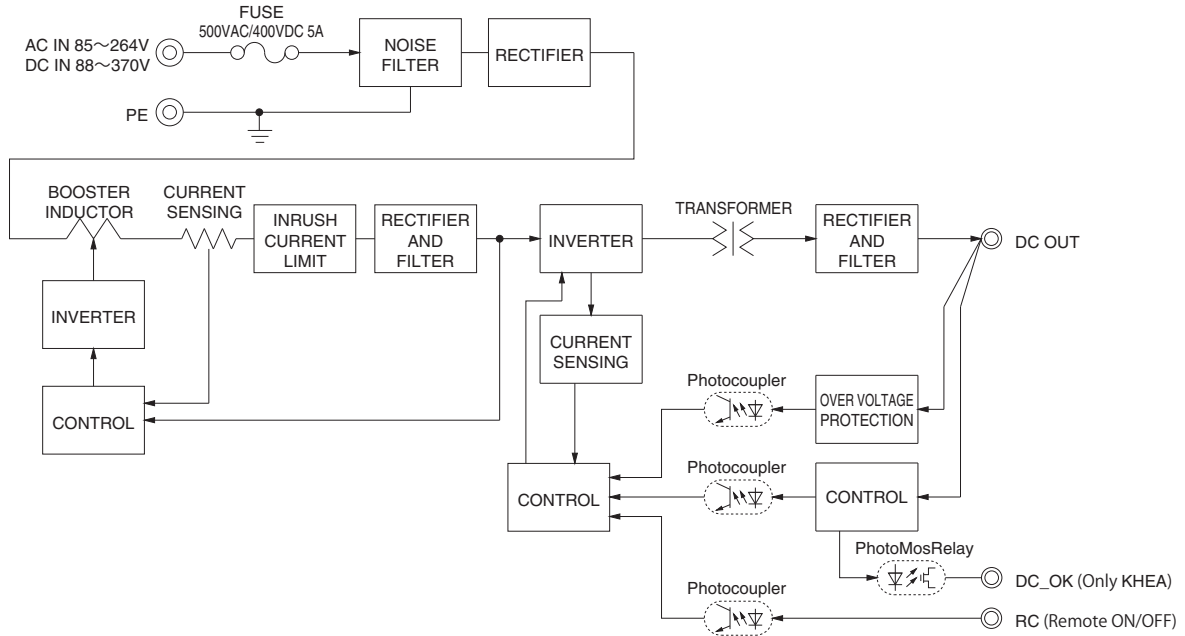 FUSE
500VAC/400VDC 5A
AC IN 85～264V
DC IN 88～370V
NOISE
FILTER
RECTIFIER
PE
BOOSTER
INDUCTOR
CURRENT
SENSING
INRUSH
CURRENT
LIMIT
RECTIFIER
AND
FILTER
INVERTER
TRANSFORMER
RECTIFIER
AND
FILTER
DC OUT
INVERTER
CURRENT
SENSING
CONTROL
Photocoupler
OVER VOLTAGE
PROTECTION
CONTROL
Photocoupler
CONTROL
PhotoMosRelay
DC_OK (Only KHEA)
Photocoupler
RC (Remote ON/OFF)